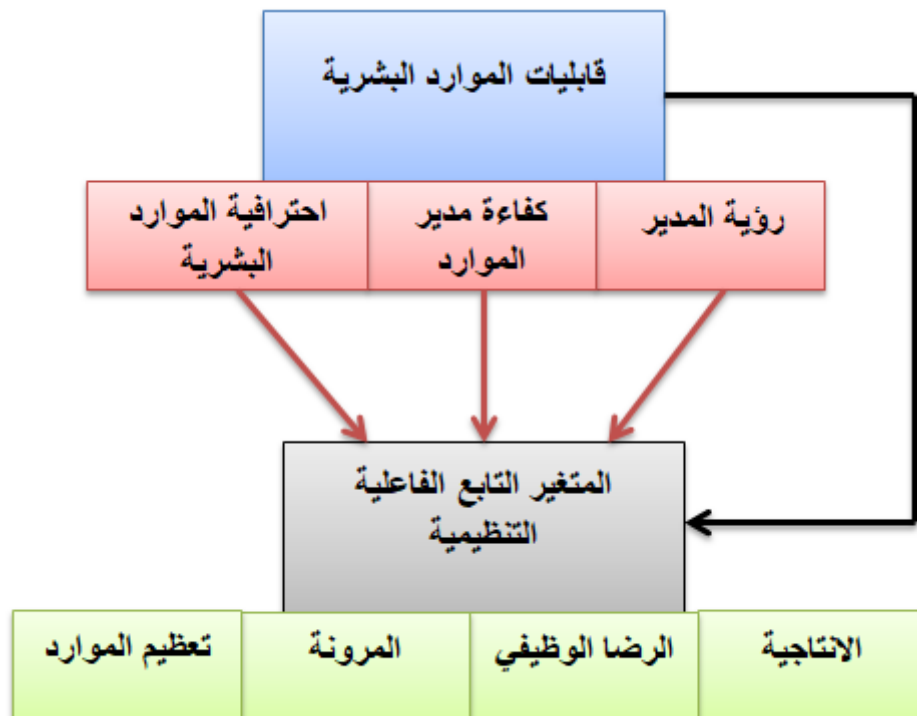 قابليات الموارد البشرية
رؤية المدير
كفاءة مدير
الموارد
احترافية الموارد
البشرية
المتغير التابع الفاعلية
التنظيمية
الانتاجية
الرضا الوظيفي
المرونة
تعظيم الموارد